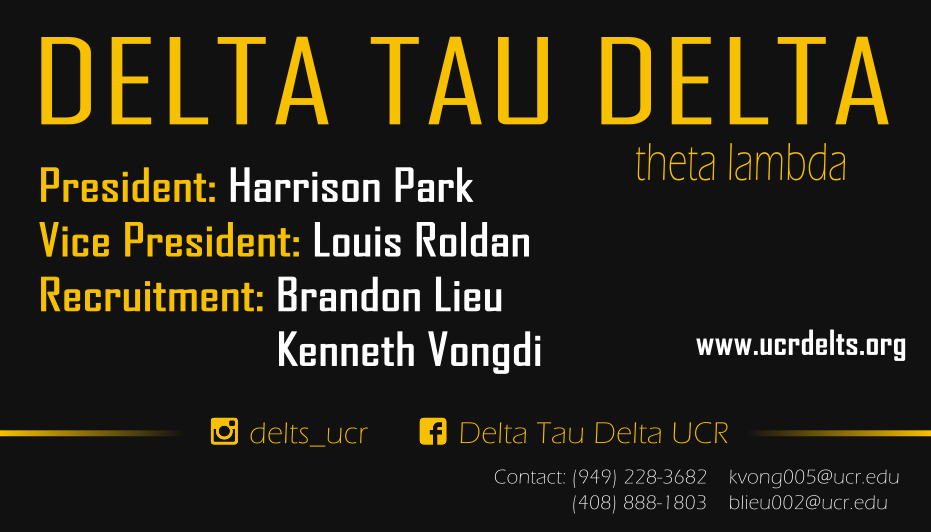 DELTA TAU DELTA
theta lambda
President: Harrison Park
Vice President: Louis Roldan
Recruitment: Brandon Lieu
Kenneth Vongdi
www.ucrdelts.org
delts_ucr Delta Tau Delta UCR
Contact: (949) 228-3682 kvong005@ucr.edu
(408) 888-1803 blieu002@ucr.edu